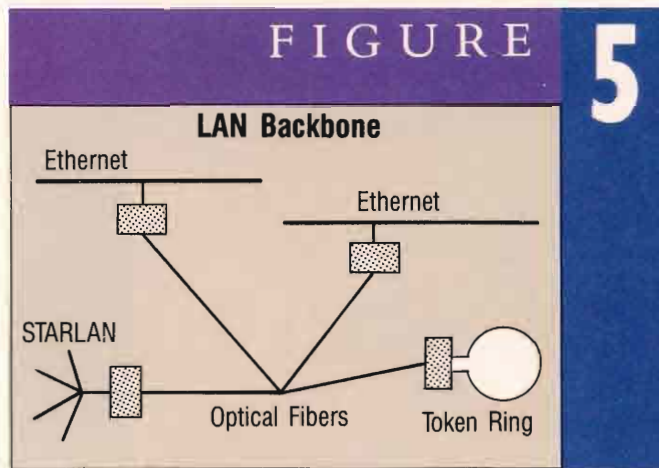 FIGURE 5
LAN Backbone
Ethernet
Ethernet
STARLAN
Optical Fibers
Token Ring